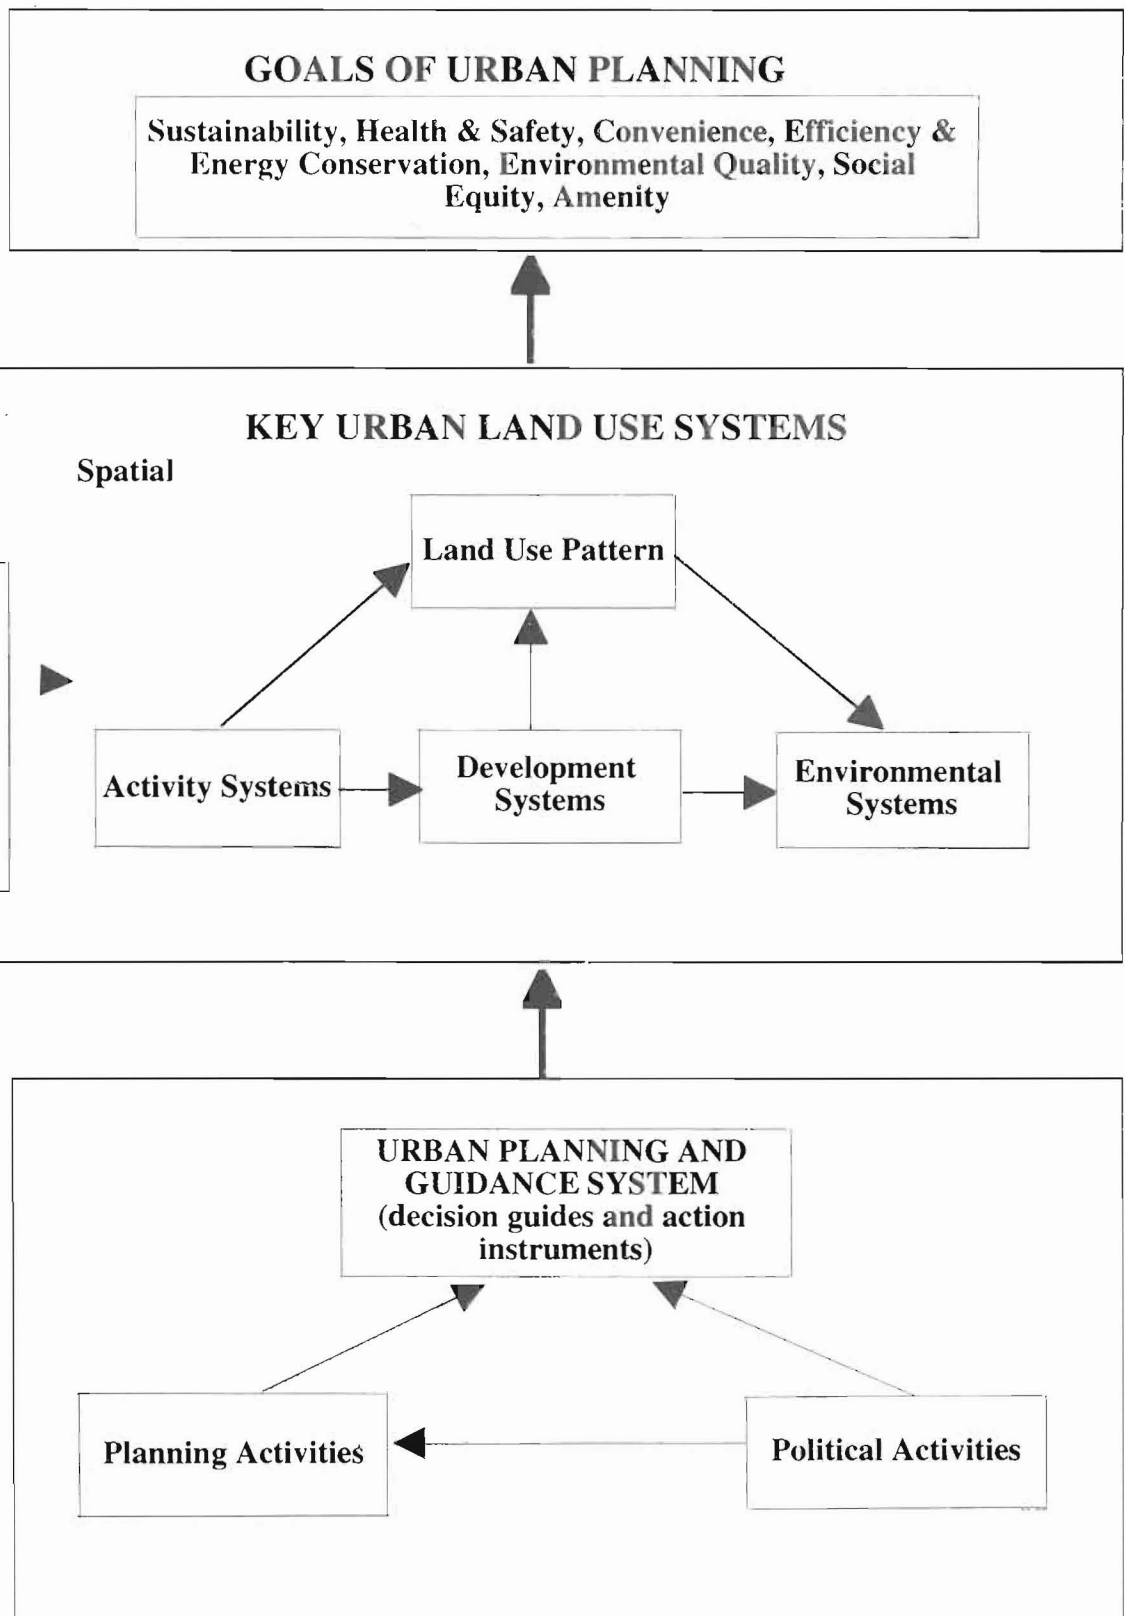 GOALS OF URBAN PLANNING
Sustainability, Health & Safety, Convenience, Efficiency &
Energy Conservation, Environmental Quality, Social
Equity, Amenity
KEY URBAN LAND USE SYSTEMS
Spatial
Land Use Pattern
Activity Systems
Development
Systems
Environmental
Systems
URBAN PLANNING AND
GUIDANCE SYSTEM
(decision guides and action
instruments)
Planning Activities
Political Activities